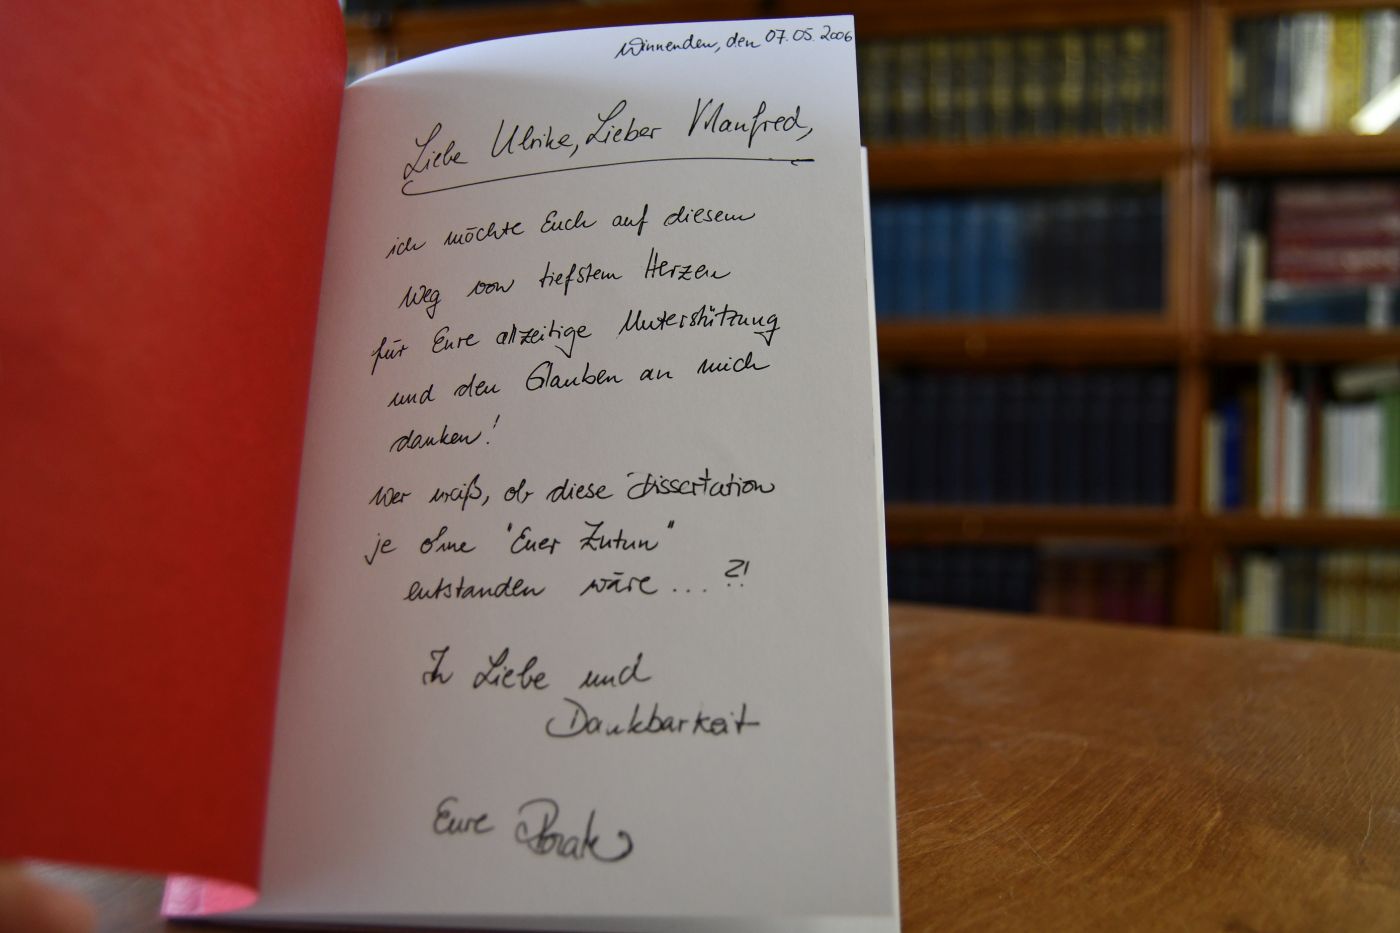 Winnenden, den 07.05.2006
Liebe Ulrike, Lieber Manfred,
ich möchte Euch auf diesem
Weg von tiefstem Herzen
für Eure allzeitige Unterstützung
und den Glauben an mich
danken!
Wer weiß, ob diese Dissertation
je ohne "Euer Zutun"
entstanden wäre ... ?!
In Liebe und
Dankbarkeit
Eure